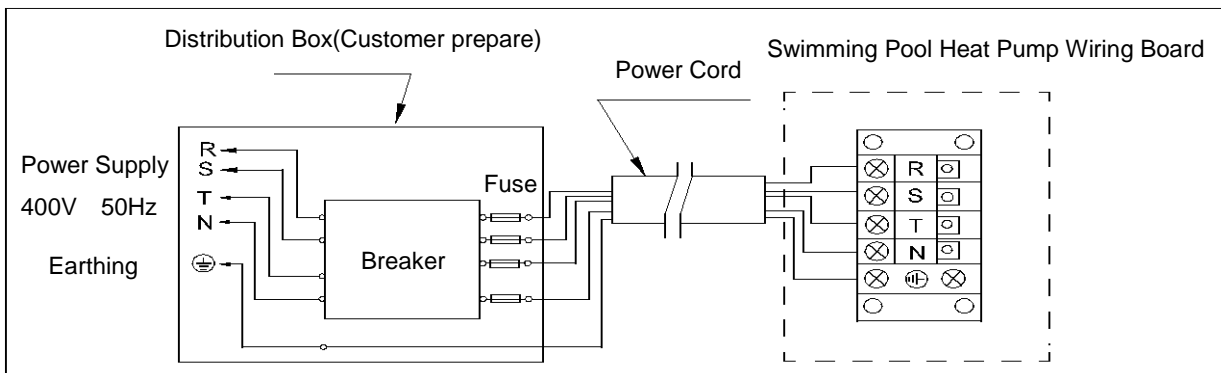 Distribution Box(Customer prepare)
Power Cord
Swimming Pool Heat Pump Wiring Board
Power Supply
400V 50Hz
Earthing
R
S
T
N
Breaker
Fuse
R
S
T
N